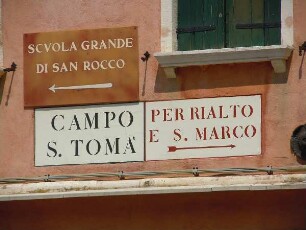 SCVOLA GRANDE
DI SAN ROCCO
CAMPO
S. TOMA'
PER RIALTO
E S. MARCO